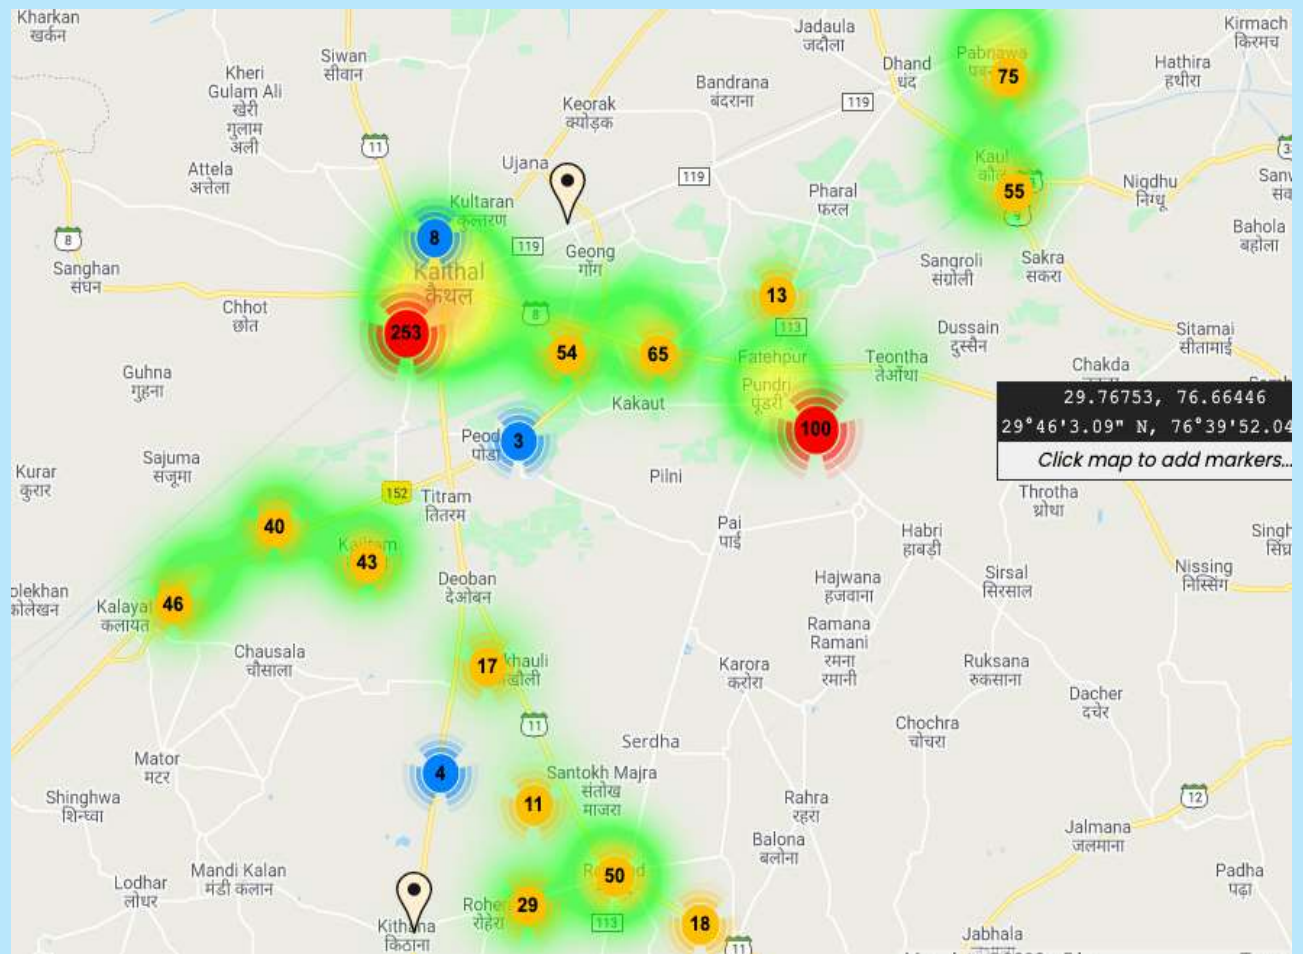 Kharkan
खर्कन
Siwan
सीवान
Kheri
Gulam Ali
खेरी
गुलाम
अली
Attela
अत्तेला
11
Jadaula
जदौला
Dhand
धंद
Bandrana
बंदराना
Keorak
क्योड़क
119
Pabnawa
75
Kirmach
किरमच
Hathira
हथीरा
Ujana
119
Pharal
फरल
Kaul
55
9
Nigdhu
निग्धू
Bahola
बहोला
8
Sanghan
संघन
Kultaran
कुल्तरण
8
119
Geong
गोंग
Kaithal
कैथल
Sangroli
संग्रोली
Sakra
सकरा
Chhot
छोत
253
8
54
65
13
113
Dussain
दुस्सैन
Sitamai
सीतामाई
Fatehpur
Teontha
तेओंथा
Chakda
Guhna
गुहना
Pundri
पूंडरी
100
Kakaut
29.76753, 76.66446
29°46'3.09" N, 76°39'52.04
Click map to add markers...
Peod
पोडा
3
Kurar
कुरार
Sajuma
सजूमा
Pilni
152
Titram
तितरम
Throtha
थ्रोथा
40
43
Pai
पाई
Habri
हाबड़ी
46
Kalayat
कलायत
Deoban
देओबन
Hajwana
हजवाना
Sirsal
सिरसाल
Nissing
निस्सिंग
Ramana
Ramani
रमना
रमानी
Chausala
चौसाला
17
khauli
Karora
करोरा
Ruksana
रुकसाना
Dacher
दचेर
11
Chochra
चोचरा
Serdha
Mator
मटर
4
Santokh Majra
संतोख
माजरा
11
Shinghwa
शिन्घ्वा
Rahra
रहरा
12
Jalmana
जलमाना
Balona
बलोना
Mandi Kalan
मंडी कलान
Lodhar
लोधर
50
Padha
पढ़ा
Kithana
किठाना
Roher
रोहेरा
29
113
18
11
Jabhala